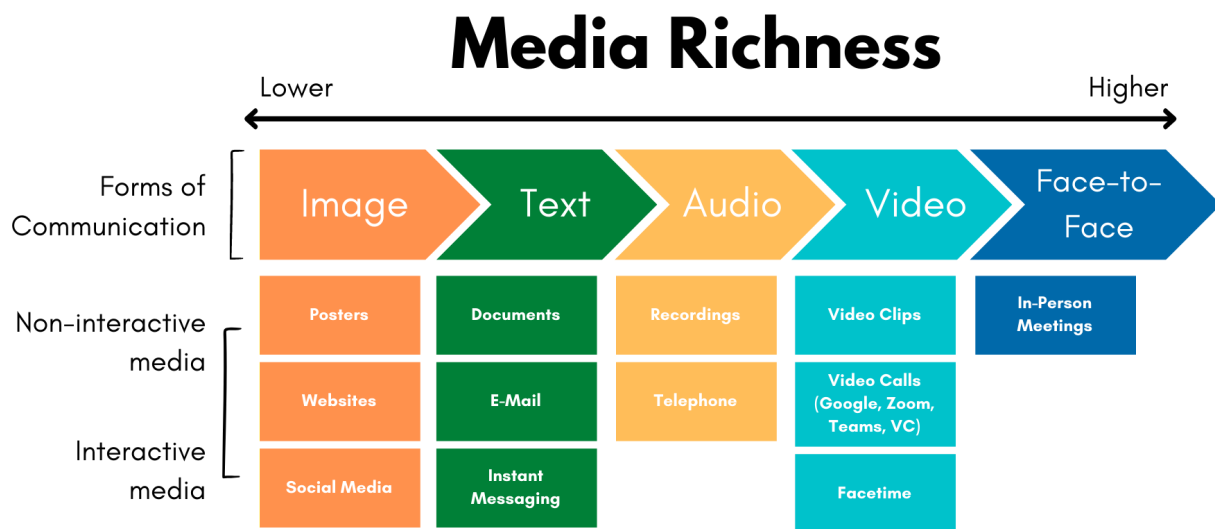 Media Richness
Lower
Higher
Forms of
Communication
Image
Text
Audio
Video
Face-to-
Face
Non-interactive
media
Interactive
media
Posters
Documents
Recordings
Video Clips
In-Person
Meetings
Websites
E-Mail
Telephone
Video Calls
(Google, Zoom,
Teams, VC)
Social Media
Instant
Messaging
Facetime